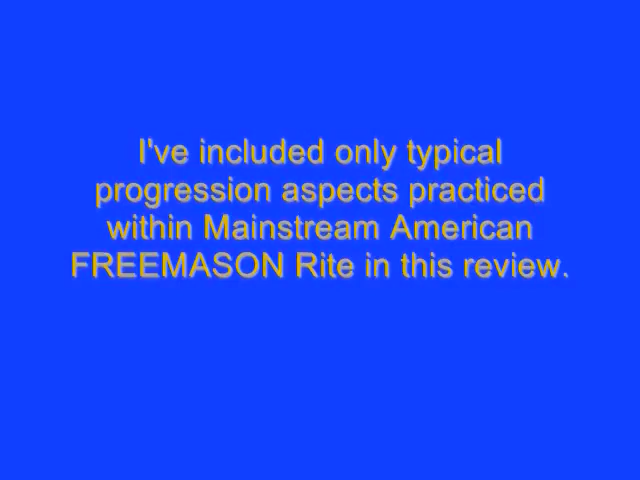 I've included only typical
progression aspects practiced
within Mainstream American
FREEMASON Rite in this review.